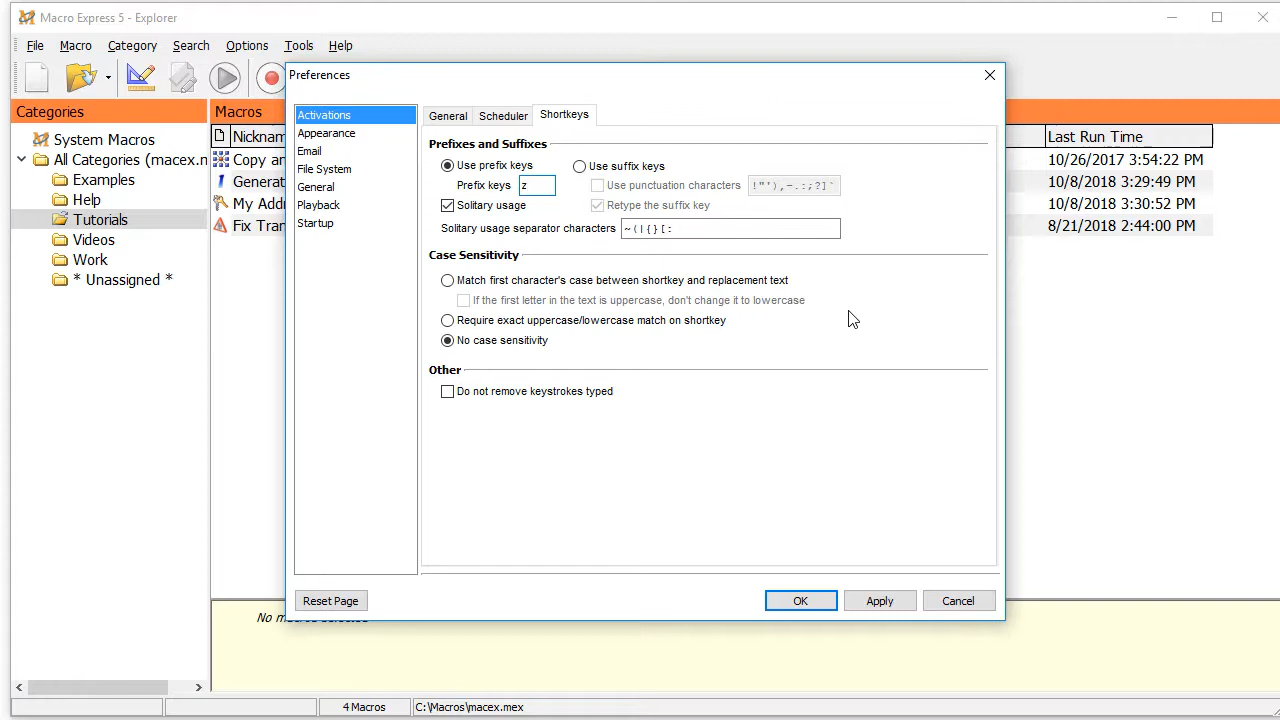 Macro Express 5 - Explorer
File Macro Category Search Options Tools Help
Preferences
Categories
System Macros
All Categories (macex.n
Examples
Help
Tutorials
Videos
Work
* Unassigned *
Macros
Nicknan
Copy an
Generat
My Addr
Fix Tran
Last Run Time
10/26/2017 3:54:22 PM
10/8/2018 3:29:49 PM
10/8/2018 3:30:52 PM
8/21/2018 2:44:00 PM
Activations
Appearance
Email
File System
General
Playback
Startup
General Scheduler Shortkeys
Prefixes and Suffixes
Use prefix keys Use suffix keys
Prefix keys z Use punctuation characters !"'),-.:;?]`
Solitary usage Retype the suffix key
Solitary usage separator characters ~(|{}[:
Case Sensitivity
Match first character's case between shortkey and replacement text
If the first letter in the text is uppercase, don't change it to lowercase
Require exact uppercase/lowercase match on shortkey
No case sensitivity
Other
Do not remove keystrokes typed
Reset Page OK Apply Cancel
No macros selected
4 Macros C:\Macros\macex.mex